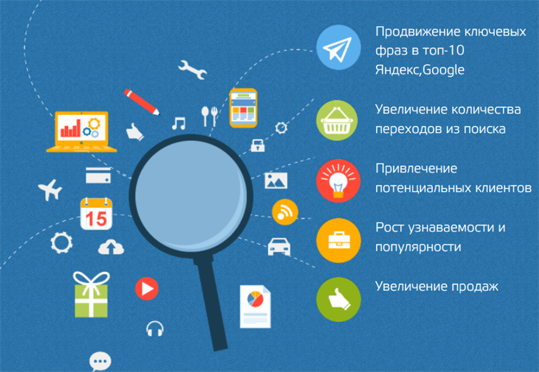 Продвижение ключевых
фраз в топ-10
Яндекс,Google
Увеличение количества
переходов из поиска
Привлечение
потенциальных клиентов
15
Рост узнаваемости и
популярности
Увеличение продаж